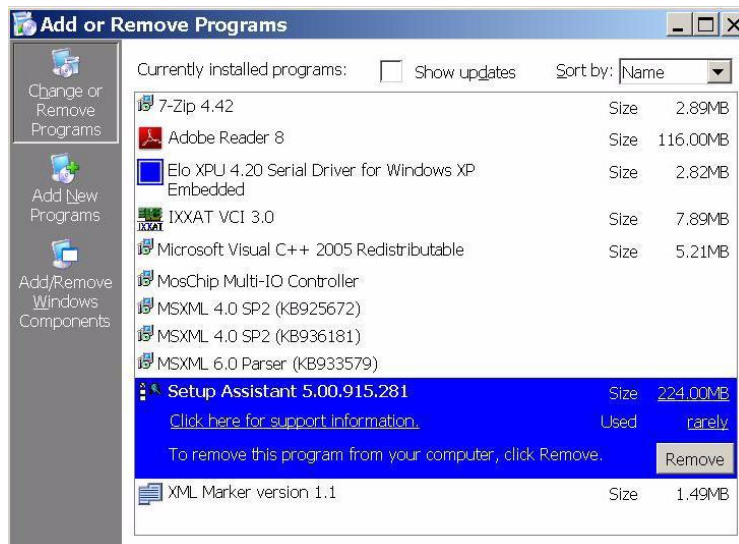 Add or Remove Programs
Change or
Remove
Programs
Add New
Programs
Add/Remove
Windows
Components
Currently installed programs: Show updates Sort by: Name
7-Zip 4.42 Size 2.89MB
Adobe Reader 8 Size 116.00MB
Elo XPU 4.20 Serial Driver for Windows XP Size 2.82MB
Embedded
IXXAT VCI 3.0 Size 7.89MB
IXXAT
Microsoft Visual C++ 2005 Redistributable Size 5.21MB
MosChip Multi-IO Controller
MSXML 4.0 SP2 (KB925672)
MSXML 4.0 SP2 (KB936181)
MSXML 6.0 Parser (KB933579)
Setup Assistant 5.00.915.281 Size 224.00MB
Click here for support information. Used rarely
To remove this program from your computer, click Remove. Remove
XML Marker version 1.1 Size 1.49MB